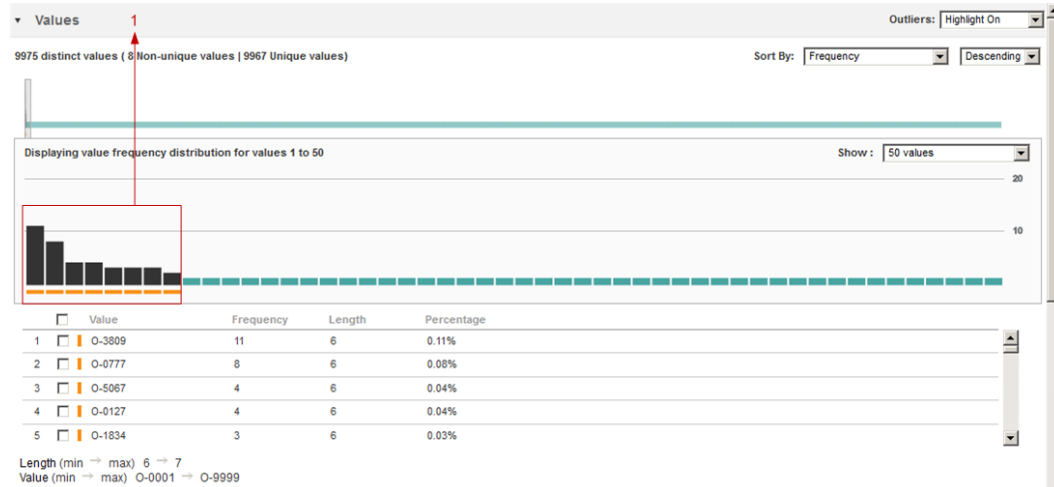 Values 1 Outliers: Highlight On
9975 distinct values ( 8 Non-unique values | 9967 Unique values) Sort By: Frequency Descending
Displaying value frequency distribution for values 1 to 50 Show : 50 values
20
10
Value Frequency Length Percentage
1 O-3809 11 6 0.11%
2 O-0777 8 6 0.08%
3 O-5067 4 6 0.04%
4 O-0127 4 6 0.04%
5 O-1834 3 6 0.03%
Length (min → max) 6 → 7
Value (min → max) O-0001 → O-9999